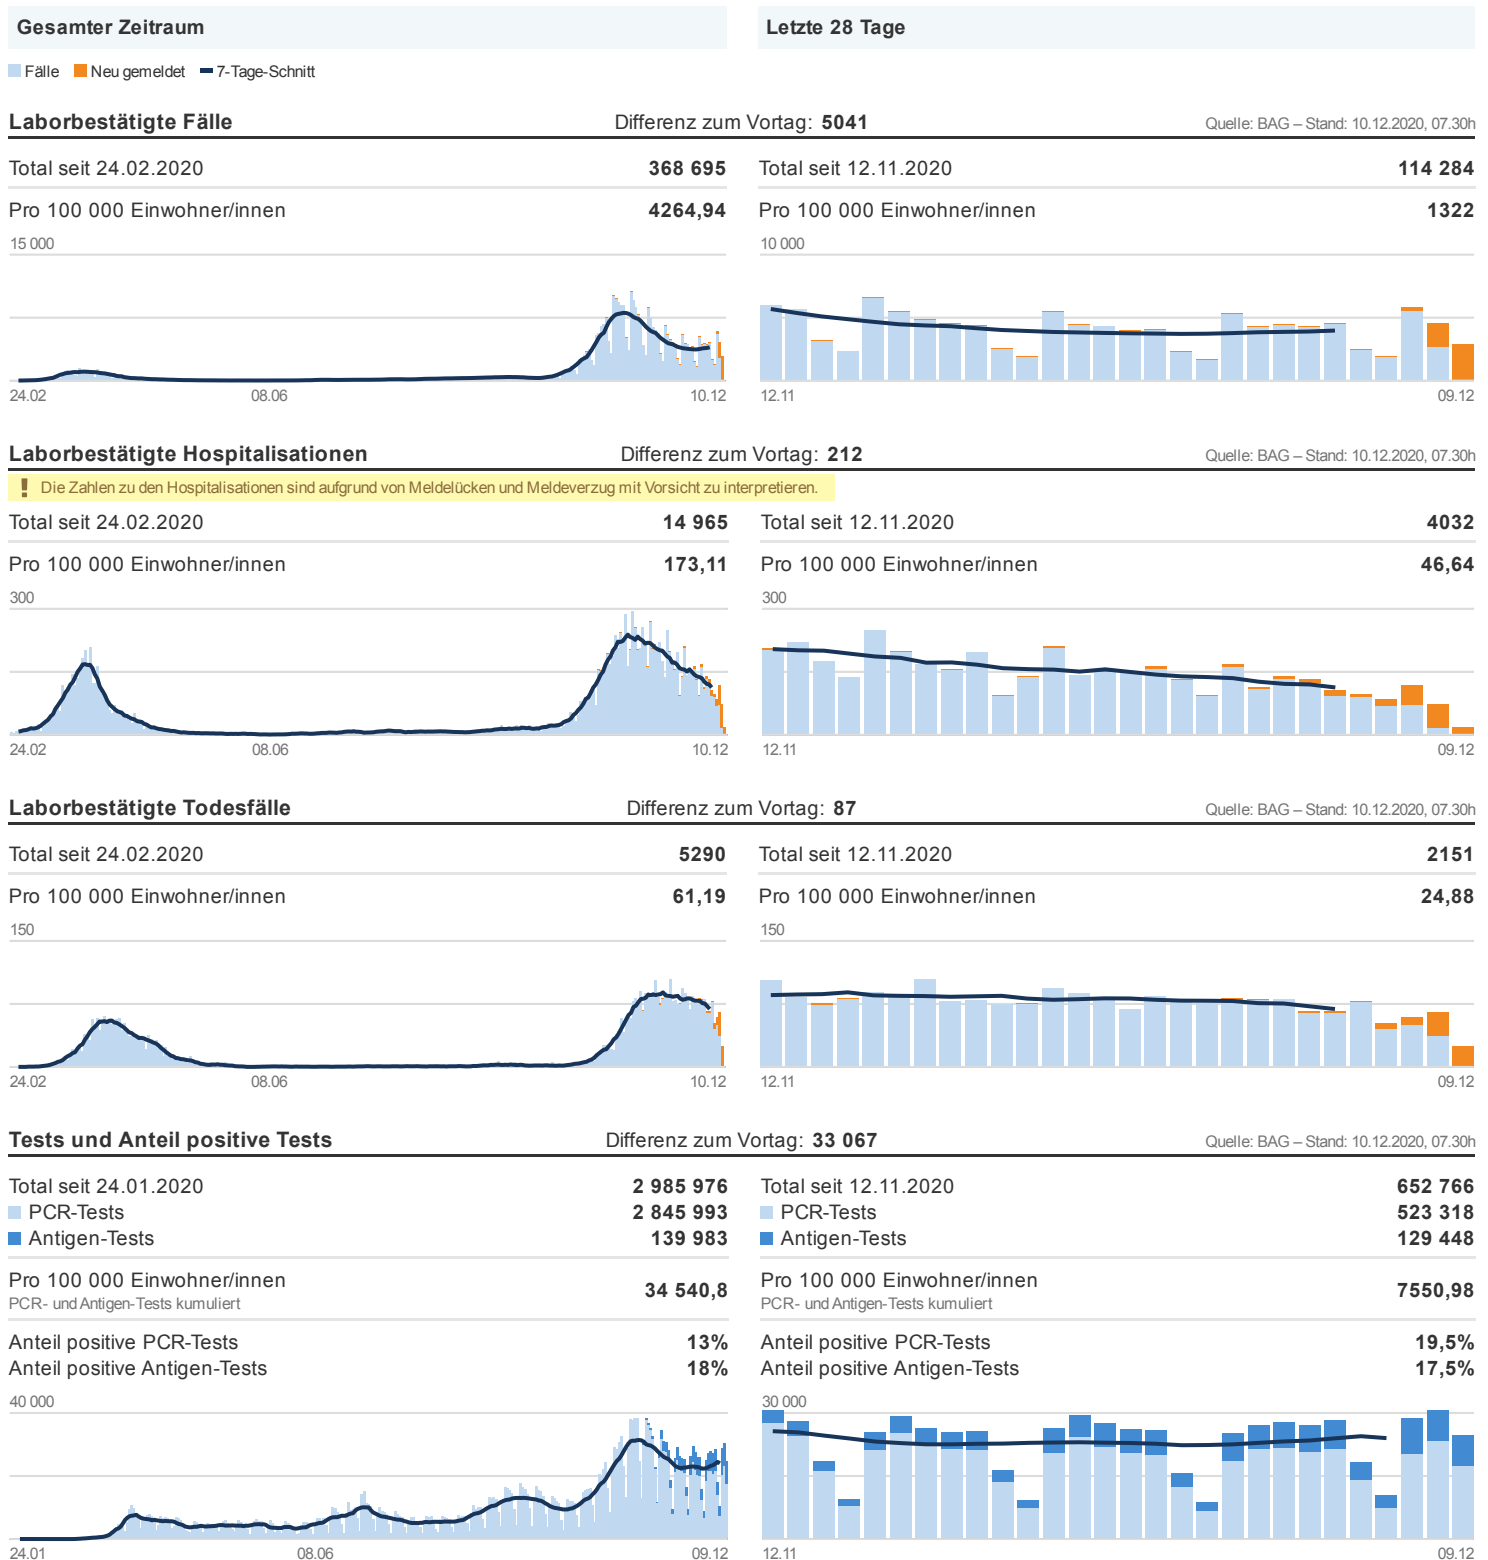 Gesamter Zeitraum
Letzte 28 Tage
Fälle Neu gemeldet 7-Tage-Schnitt
Laborbestätigte Fälle Differenz zum Vortag: 5041 Quelle: BAG – Stand: 10.12.2020, 07.30h
Total seit 24.02.2020 368 695
Pro 100 000 Einwohner/innen 4264,94
15 000
24.02 08.06 10.12
Total seit 12.11.2020 114 284
Pro 100 000 Einwohner/innen 1322
10 000
12.11 09.12
Laborbestätigte Hospitalisationen Differenz zum Vortag: 212 Quelle: BAG – Stand: 10.12.2020, 07.30h
! Die Zahlen zu den Hospitalisationen sind aufgrund von Meldelücken und Meldeverzug mit Vorsicht zu interpretieren.
Total seit 24.02.2020 14 965
Pro 100 000 Einwohner/innen 173,11
300
24.02 08.06 10.12
Total seit 12.11.2020 4032
Pro 100 000 Einwohner/innen 46,64
300
12.11 09.12
Laborbestätigte Todesfälle Differenz zum Vortag: 87 Quelle: BAG – Stand: 10.12.2020, 07.30h
Total seit 24.02.2020 5290
Pro 100 000 Einwohner/innen 61,19
150
24.02 08.06 10.12
Total seit 12.11.2020 2151
Pro 100 000 Einwohner/innen 24,88
150
12.11 09.12
Tests und Anteil positive Tests Differenz zum Vortag: 33 067 Quelle: BAG – Stand: 10.12.2020, 07.30h
Total seit 24.01.2020 2 985 976
PCR-Tests 2 845 993
Antigen-Tests 139 983
Pro 100 000 Einwohner/innen 34 540,8
PCR- und Antigen-Tests kumuliert
Anteil positive PCR-Tests 13%
Anteil positive Antigen-Tests 18%
40 000
24.01 08.06 09.12
Total seit 12.11.2020 652 766
PCR-Tests 523 318
Antigen-Tests 129 448
Pro 100 000 Einwohner/innen 7550,98
PCR- und Antigen-Tests kumuliert
Anteil positive PCR-Tests 19,5%
Anteil positive Antigen-Tests 17,5%
30 000
12.11 09.12